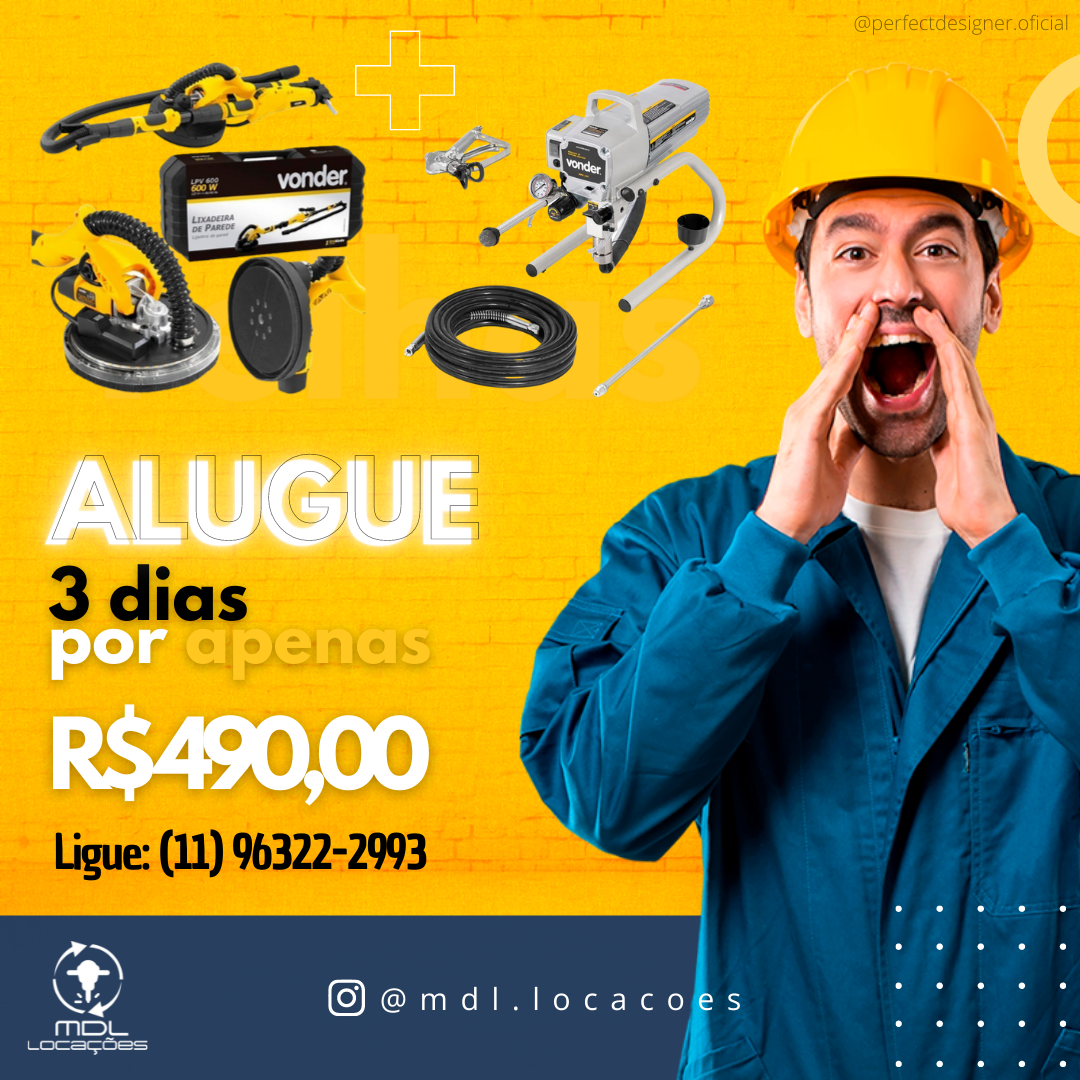 @perfectdesigner.oficial
LPV 600
600 W
vonder
LIXADEIRA
DE PAREDE
vonder
ALUGUE
3 dias
por apenas
R$490,00
Ligue: (11) 96322-2993
MDL
LOCAÇÕES
@mdl.locacoes